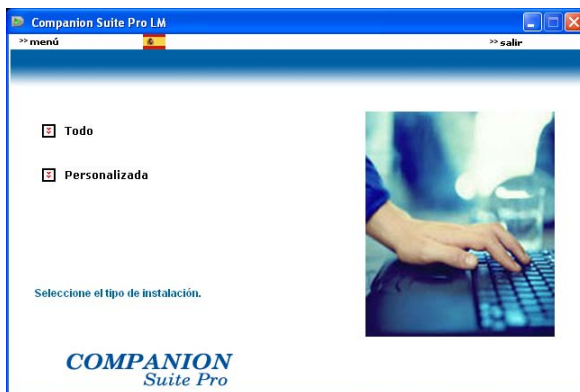 Companion Suite Pro LM
>> menú
>> salir
Todo
Personalizada
Seleccione el tipo de instalación.
COMPANION
Suite Pro